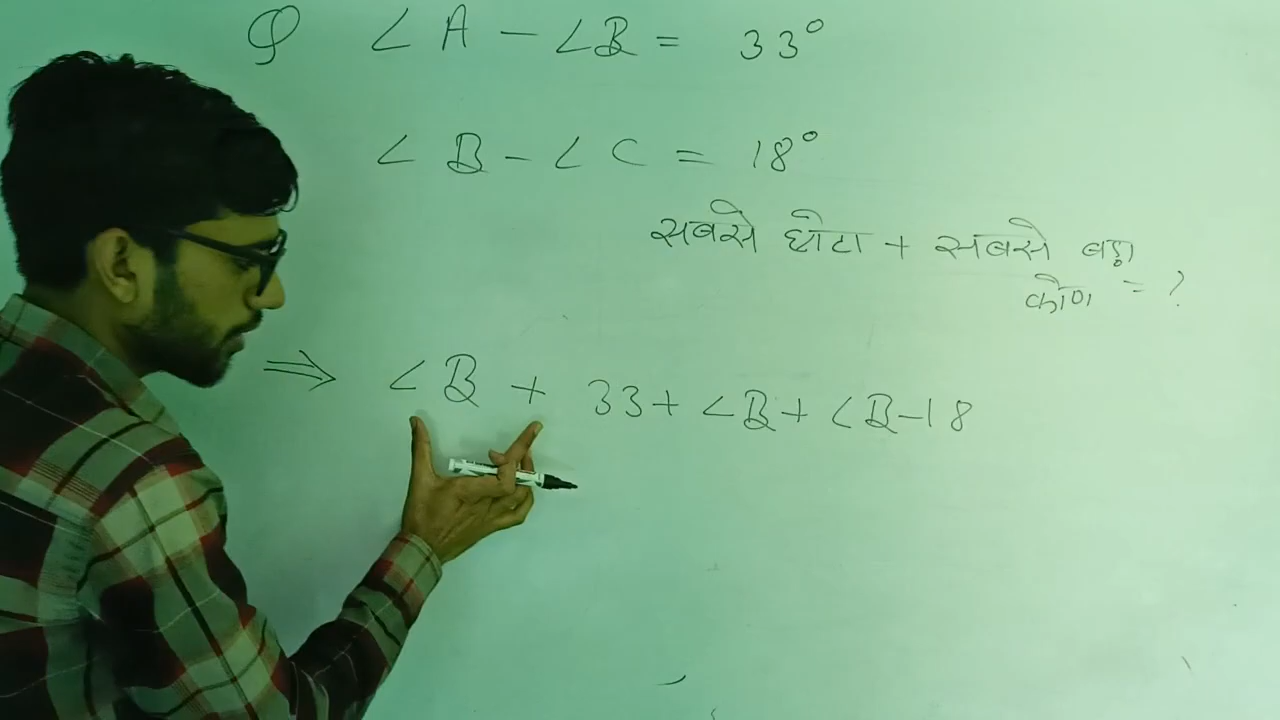 Q ∠A - ∠B = 33°
∠B - ∠C = 18°
सबसे छोटा + सबसे बड़ा
कोण = ?
⇒ ∠B + 33 + ∠B + ∠B - 18